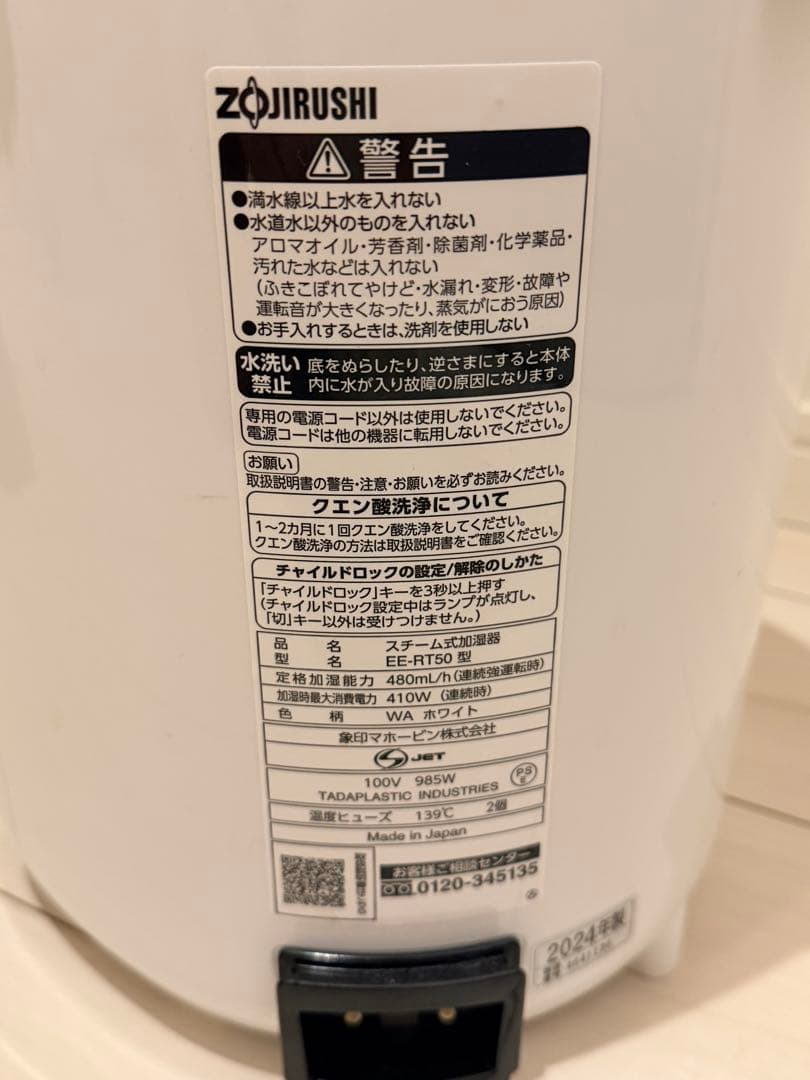 ZOJIRUSHI
警告
●満水線以上水を入れない
●水道水以外のものを入れない
アロマオイル・芳香剤・除菌剤・化学薬品・
汚れた水などは入れない
(ふきこぼれてやけど・水漏れ・変形・故障や
運転音が大きくなったり、蒸気がにおう原因)
●お手入れするときは、洗剤を使用しない
水洗い禁止
底をぬらしたり、逆さまにすると本体
内に水が入り故障の原因になります。
専用の電源コード以外は使用しないでください。
電源コードは他の機器に転用しないでください。
お願い
取扱説明書の警告・注意・お願いを必ずお読みください。
クエン酸洗浄について
1〜2カ月に1回クエン酸洗浄をしてください。
クエン酸洗浄の方法は取扱説明書をご確認ください。
チャイルドロックの設定/解除のしかた
「チャイルドロック」キーを3秒以上押す
(チャイルドロック設定中はランプが点灯し、
「切」キー以外は受けつけません。)
品 名 スチーム式加湿器
型 名 EE-RT50 型
定格加湿能力 480mL/h(連続強運転時)
加湿時最大消費電力 410W(連続時)
色 柄 WA ホワイト
象印マホービン株式会社
S JET
100V 985W
PS E
TADAPLASTIC INDUSTRIES
温度ヒューズ 139℃ 2個
Made in Japan
お客様ご相談センター
0120-345135
2024年製